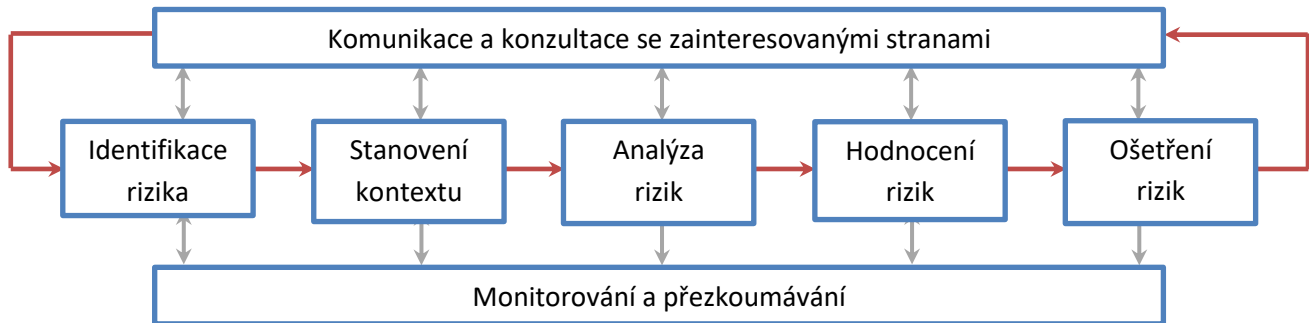 Komunikace a konzultace se zainteresovanými stranami
Identifikace
rizika
Stanovení
kontextu
Analýza
rizik
Hodnocení
rizik
Ošetření
rizik
Monitorování a přezkoumávání